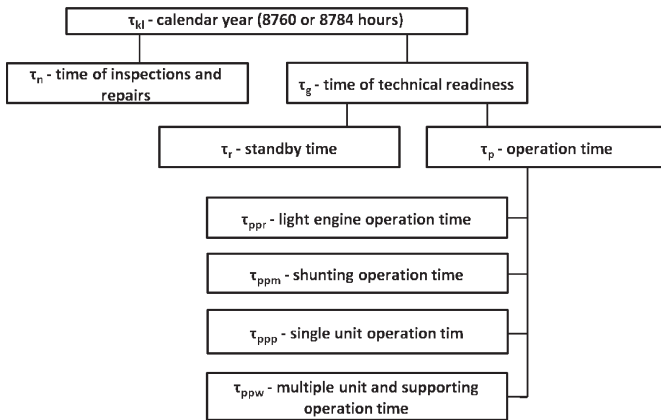 τkl - calendar year (8760 or 8784 hours)
τn - time of inspections and
repairs
τg - time of technical readiness
τr - standby time
τp - operation time
τppr - light engine operation time
τppm - shunting operation time
τppp - single unit operation tim
τppw - multiple unit and supporting
operation time